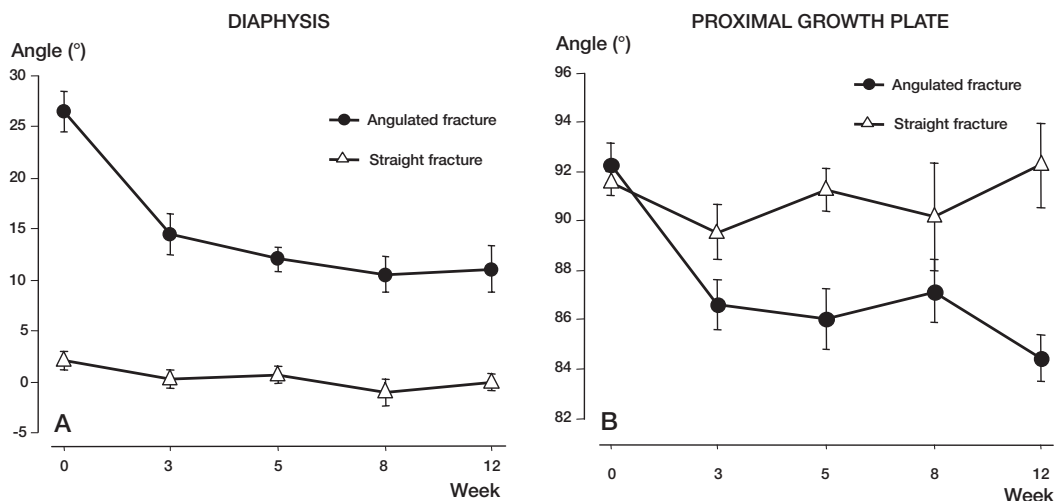 DIAPHYSIS
Angle (°)
30
25
20
15
10
5
0
-5
Angulated fracture
Straight fracture
A
0 3 5 8 12
Week
PROXIMAL GROWTH PLATE
Angle (°)
96
94
92
90
88
86
84
82
Angulated fracture
Straight fracture
B
0 3 5 8 12
Week